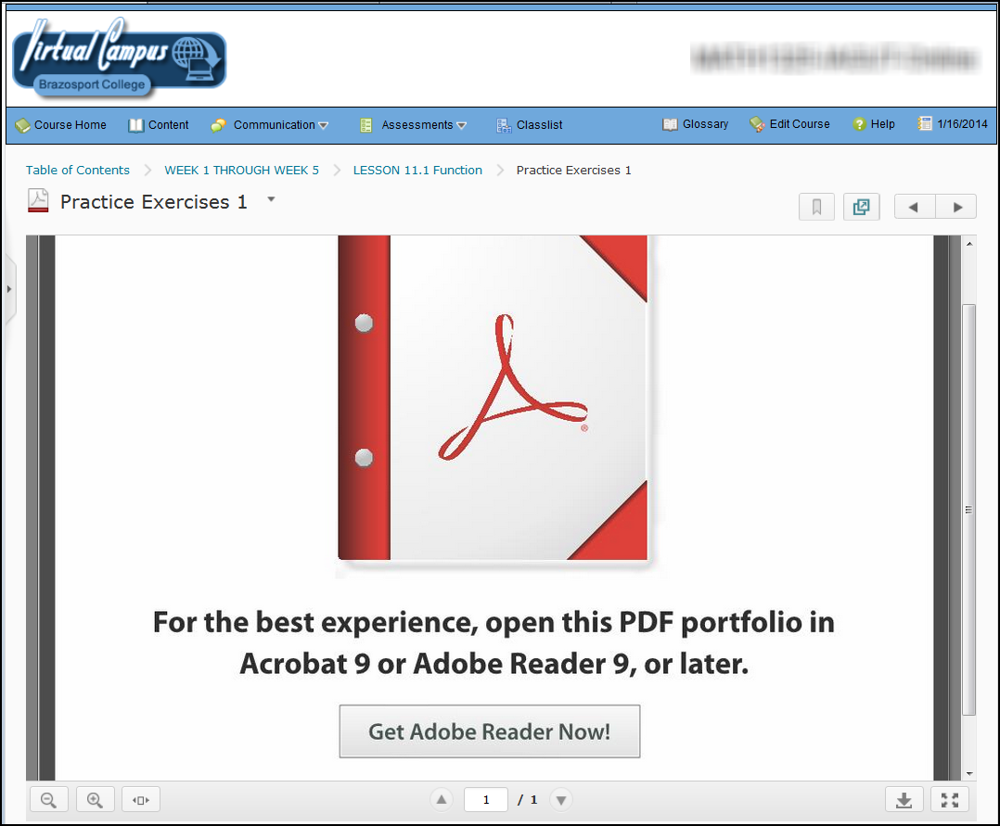 Virtual Campus
Brazosport College
Course Home Content Communication Assessments Classlist Glossary Edit Course Help 1/16/2014
Table of Contents WEEK 1 THROUGH WEEK 5 LESSON 11.1 Function Practice Exercises 1
Practice Exercises 1
®
For the best experience, open this PDF portfolio in
Acrobat 9 or Adobe Reader 9, or later.
Get Adobe Reader Now!
1 / 1